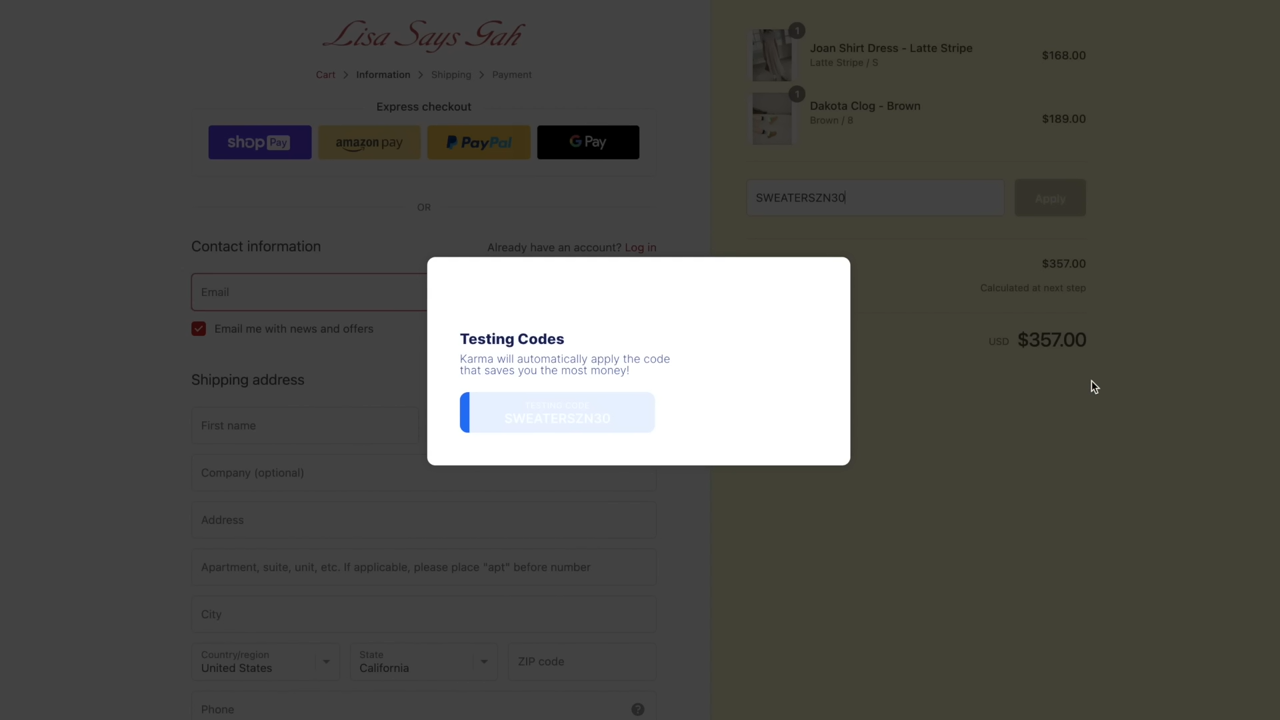 Lisa Says Gah
Cart > Information > Shipping > Payment
Express checkout
shop Pay
amazon pay
PayPal
G Pay
OR
Contact information
Already have an account? Log in
Email
Email me with news and offers
Shipping address
First name
Company (optional)
Address
Apartment, suite, unit, etc. If applicable, please place "apt" before number
City
Country/region
United States
State
California
ZIP code
Phone
?
1
Joan Shirt Dress - Latte Stripe
Latte Stripe / S
$168.00
1
Dakota Clog - Brown
Brown / 8
$189.00
SWEATERSZN30
Apply
$357.00
Calculated at next step
USD $357.00
Testing Codes
Karma will automatically apply the code
that saves you the most money!
TESTING CODE
SWEATERSZN30